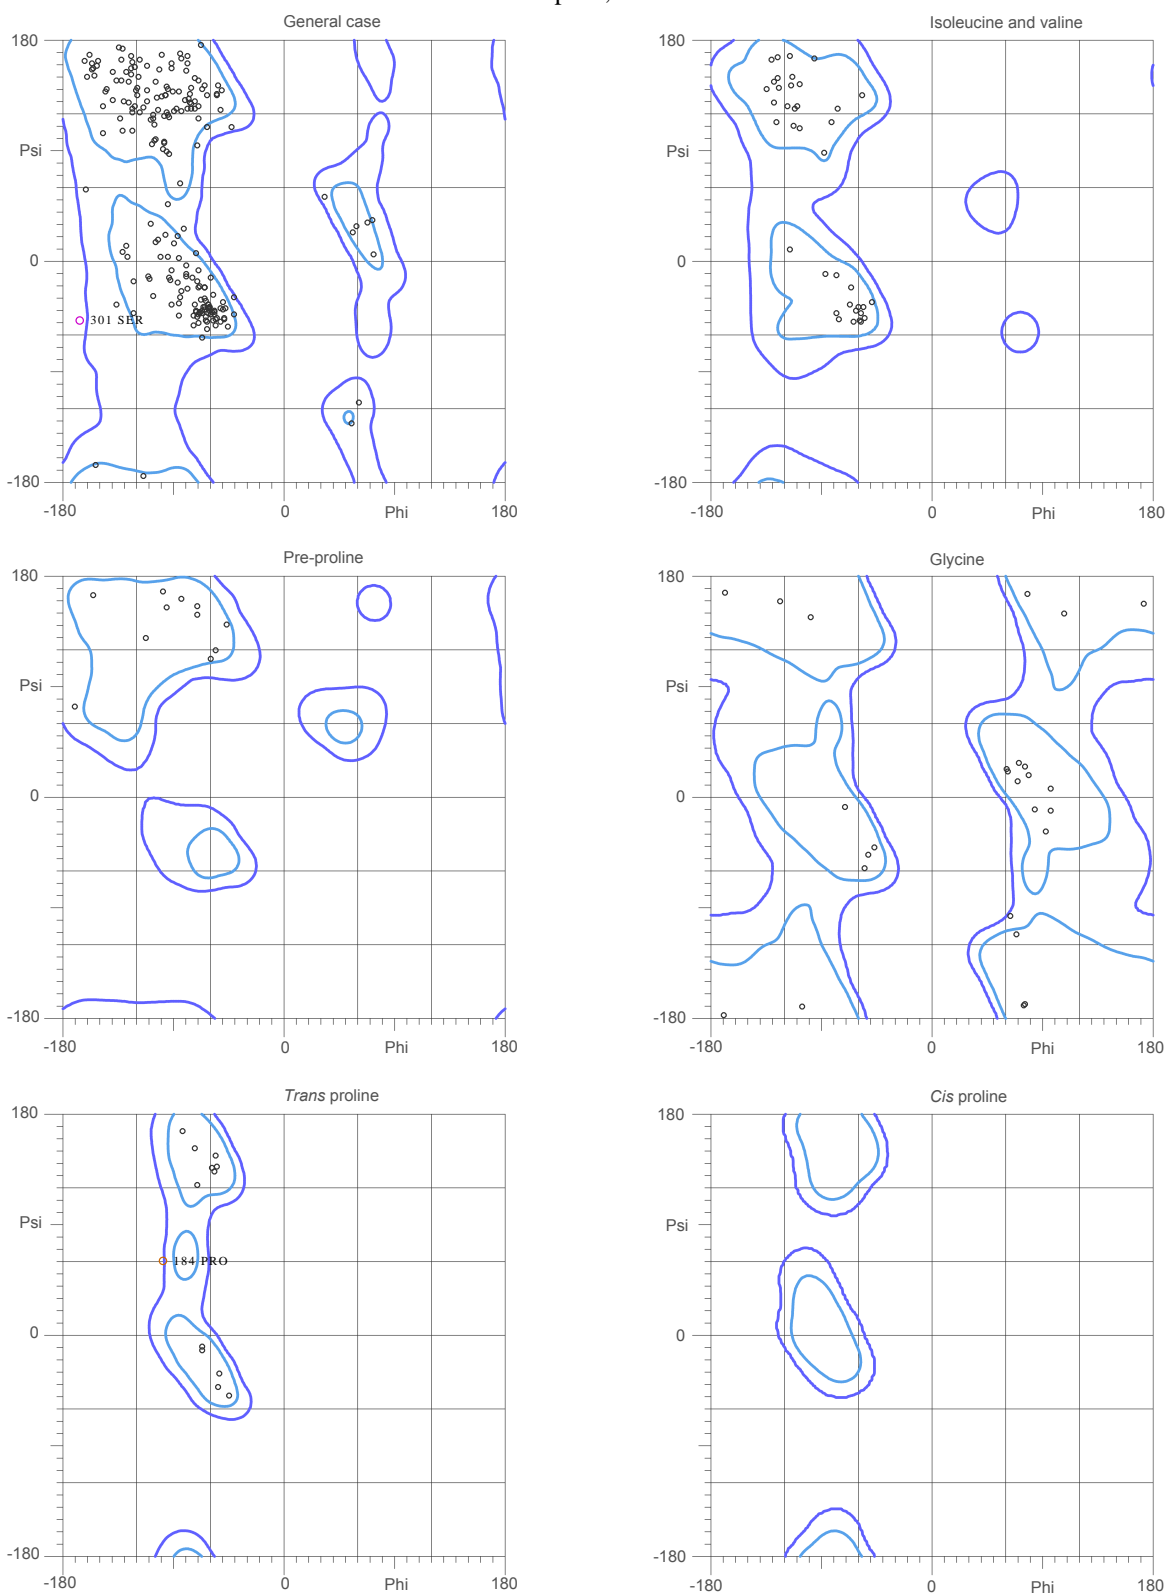 General case
Isoleucine and valine
180
180
Psi
Psi
0
0
301 SER
-180
-180
-180
0
Phi
180
-180
0
Phi
180
Pre-proline
Glycine
180
180
Psi
Psi
0
0
-180
-180
-180
0
Phi
180
-180
0
Phi
180
Trans proline
Cis proline
180
180
Psi
Psi
184 PRO
0
0
-180
-180
-180
0
Phi
180
-180
0
Phi
180